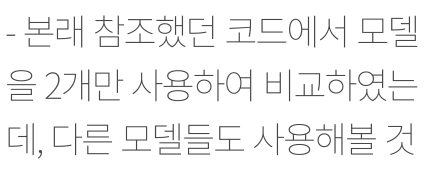 - 본래 참조했던 코드에서 모델
을 2개만 사용하여 비교하였는
데, 다른 모델들도 사용해볼 것